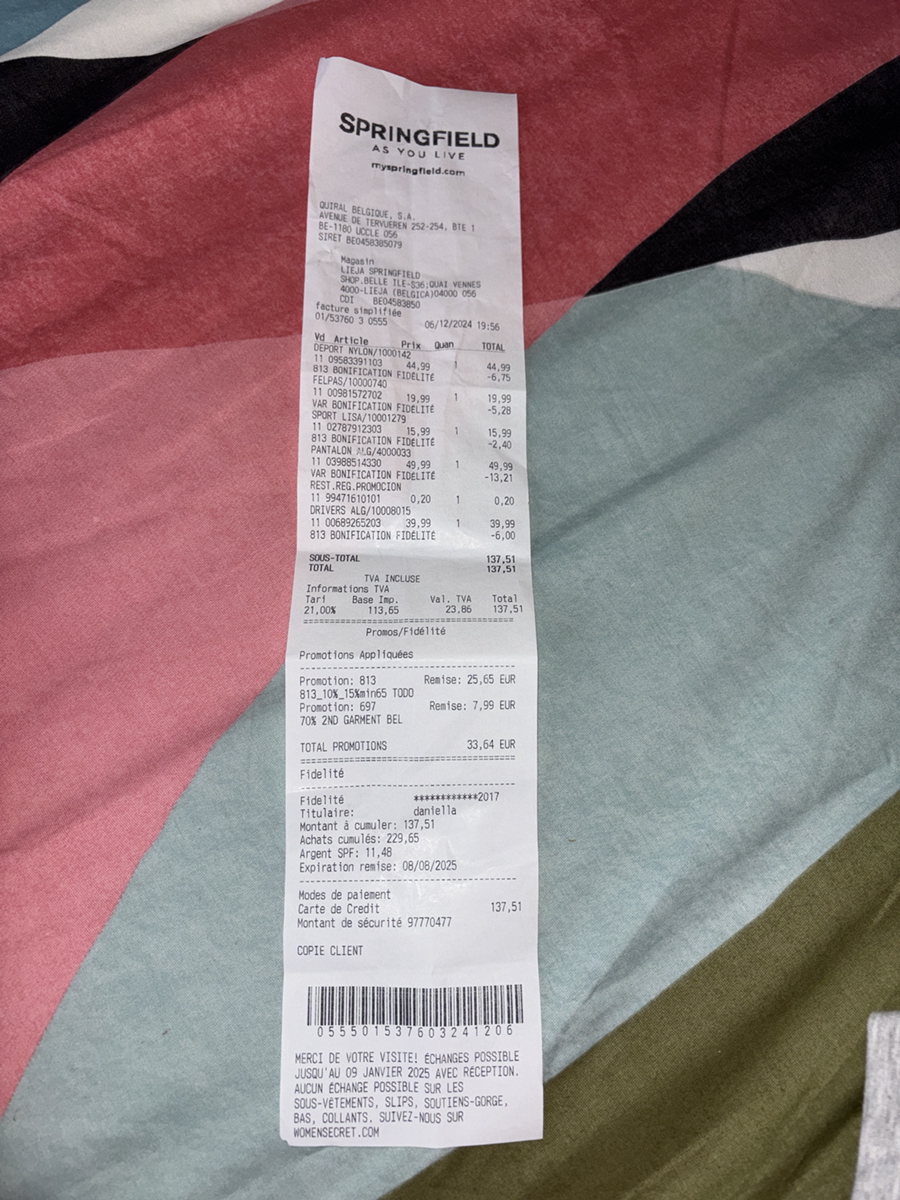 SPRINGFIELD
AS YOU LIVE
myspringfield.com
QUIRAL BELGIQUE, S.A.
AVENUE DE TERVUEREN 252-254, BTE 1
BE-1180 UCCLE 056
SIRET BE0458385079
Magasin
LIEJA SPRINGFIELD
SHOP.BELLE ILE-S36;QUAI VENNES
4000-LIEJA (BELGICA)04000 056
CDI BE04583850
facture simplifiée
01/53760 3 0555 06/12/2024 19:56
Vd Article Prix Quan TOTAL
DEPORT NYLON/1000142
11 09583391103 44,99 1 44,99
813 BONIFICATION FIDÉLITÉ -6,75
FELPAS/10000740
11 00981572702 19,99 1 19,99
VAR BONIFICATION FIDÉLITÉ -5,28
SPORT LISA/10001279
11 02787912303 15,99 1 15,99
813 BONIFICATION FIDÉLITÉ -2,40
PANTALON ALG/4000033
11 03988514330 49,99 1 49,99
VAR BONIFICATION FIDÉLITÉ -13,21
REST.REG.PROMOCION
11 99471610101 0,20 1 0,20
DRIVERS ALG/10008015
11 00689265203 39,99 1 39,99
813 BONIFICATION FIDÉLITÉ -6,00
SOUS-TOTAL 137,51
TOTAL 137,51
TVA INCLUSE
Informations TVA
Tari Base Imp. Val. TVA Total
21,00% 113,65 23,86 137,51
Promos/Fidélité
Promotions Appliquées
Promotion: 813 Remise: 25,65 EUR
813_10%_15%min65 TODO
Promotion: 697 Remise: 7,99 EUR
70% 2ND GARMENT BEL
TOTAL PROMOTIONS 33,64 EUR
Fidelité
Fidelité ************2017
Titulaire: daniella
Montant à cumuler: 137,51
Achats cumulés: 229,65
Argent SPF: 11,48
Expiration remise: 08/08/2025
Modes de paiement
Carte de Credit 137,51
Montant de sécurité 97770477
COPIE CLIENT
055501537603241206
MERCI DE VOTRE VISITE! ÉCHANGES POSSIBLE
JUSQU'AU 09 JANVIER 2025 AVEC RÉCEPTION.
AUCUN ÉCHANGE POSSIBLE SUR LES
SOUS-VÊTEMENTS, SLIPS, SOUTIENS-GORGE,
BAS, COLLANTS. SUIVEZ-NOUS SUR
WOMENSECRET.COM